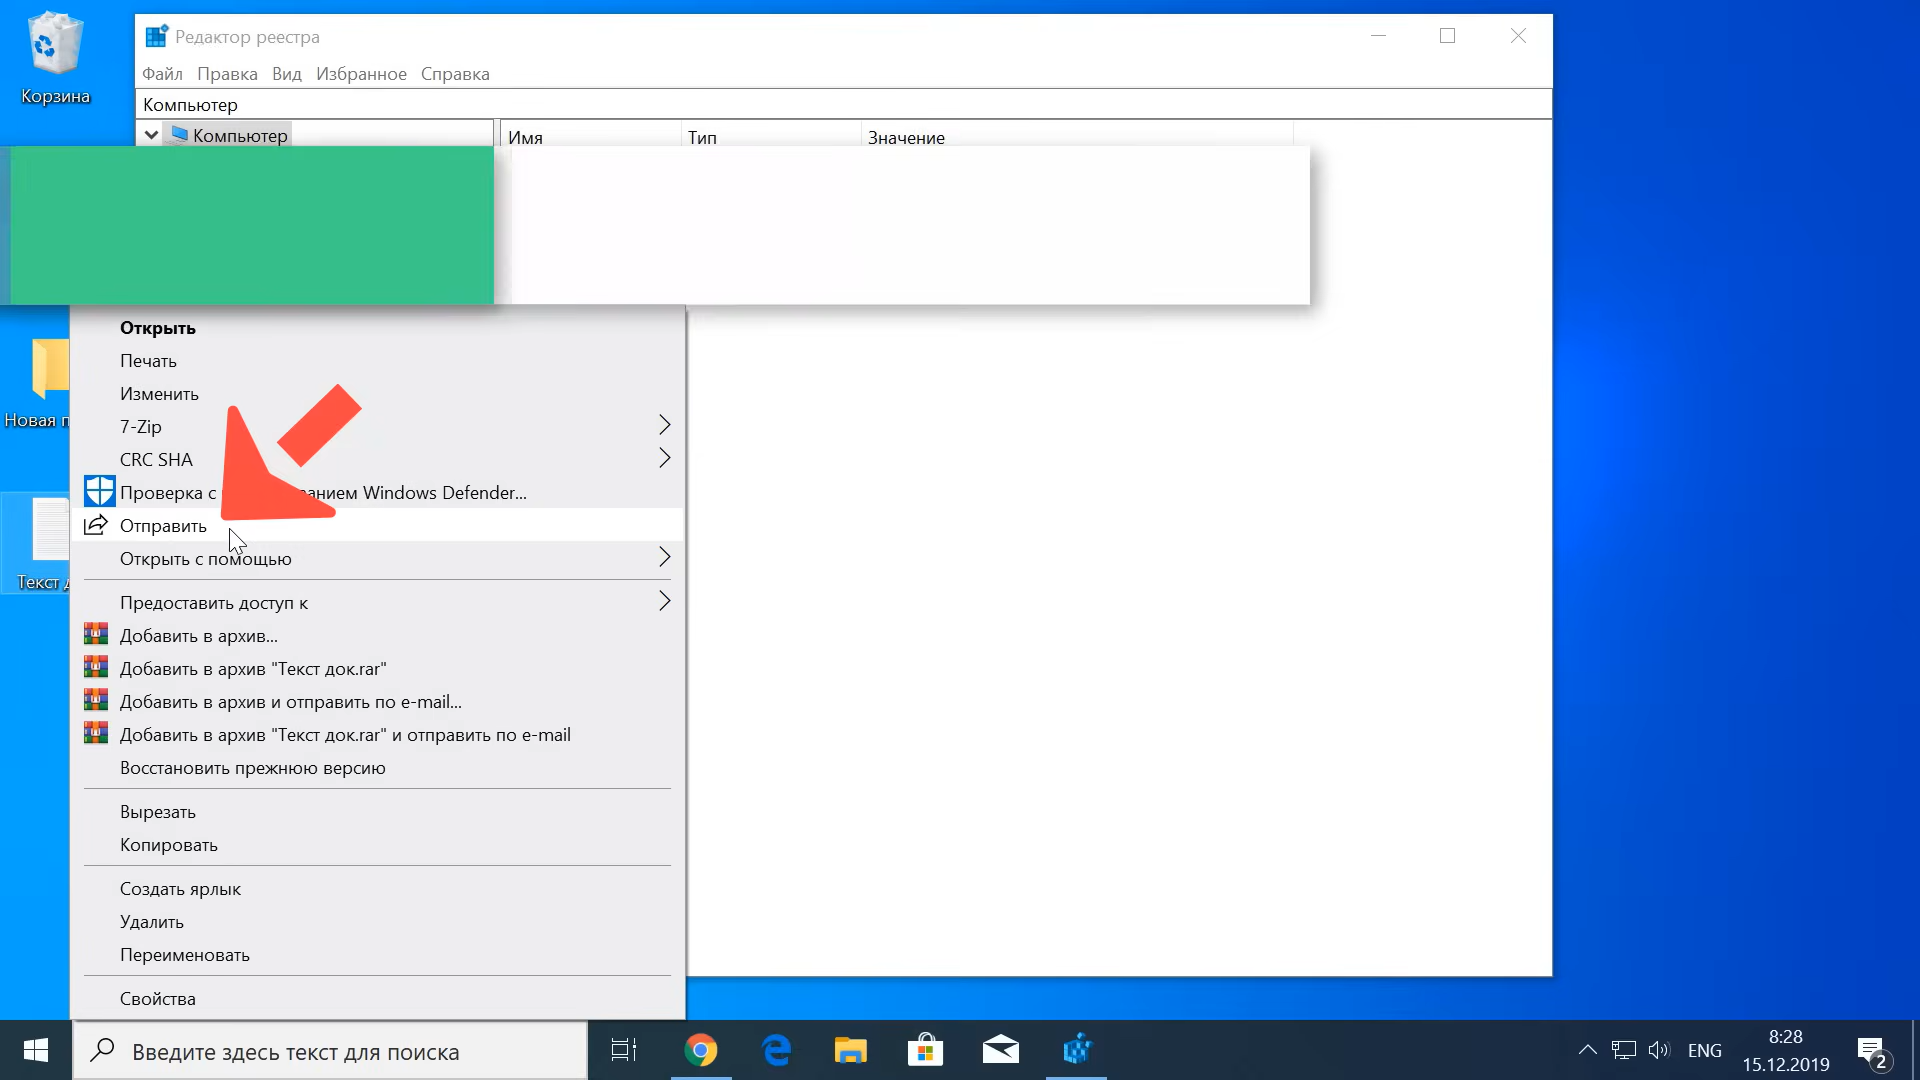 Корзина
Редактор реестра
Файл Правка Вид Избранное Справка
Компьютер
Компьютер
Имя Тип Значение
Новая
Текст
Открыть
Печать
Изменить
7-Zip
CRC SHA
Проверка с Windows Defender...
Отправить
Открыть с помощью
Предоставить доступ к
Добавить в архив...
Добавить в архив "Текст док.rar"
Добавить в архив и отправить по e-mail...
Добавить в архив "Текст док.rar" и отправить по e-mail
Восстановить прежнюю версию
Вырезать
Копировать
Создать ярлык
Удалить
Переименовать
Свойства
Введите здесь текст для поиска
ENG
8:28
15.12.2019
2